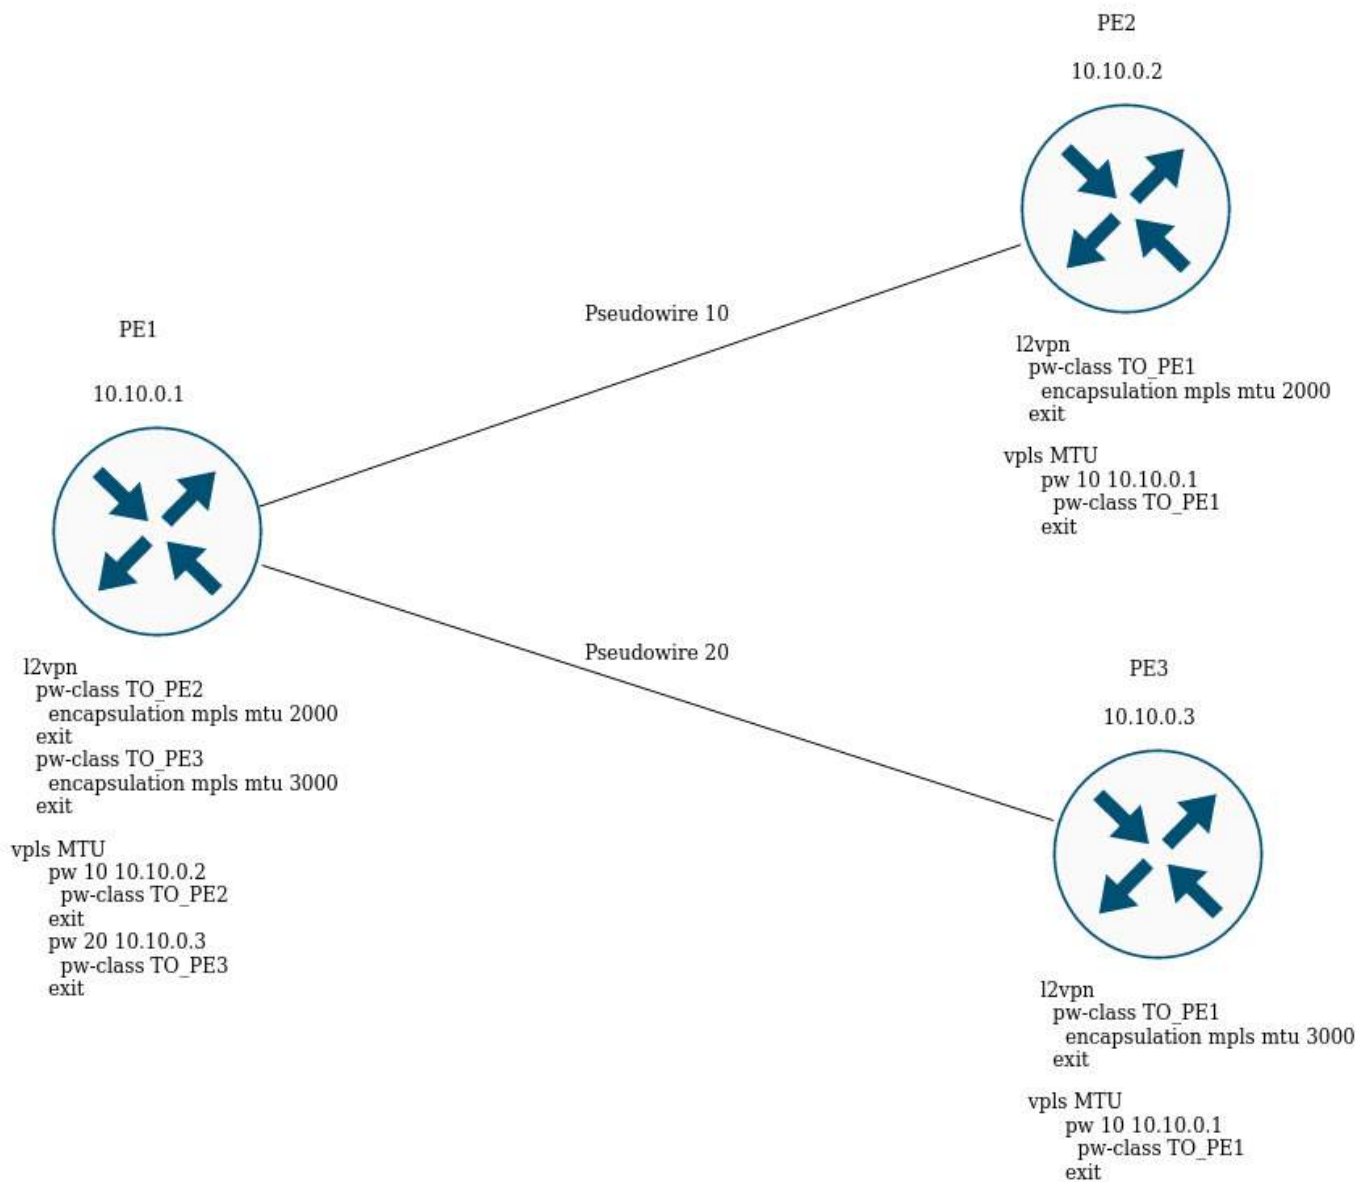 PE2
10.10.0.2
l2vpn
pw-class TO_PE1
encapsulation mpls mtu 2000
exit
vpls MTU
pw 10 10.10.0.1
pw-class TO_PE1
exit
Pseudowire 10
PE1
10.10.0.1
l2vpn
pw-class TO_PE2
encapsulation mpls mtu 2000
exit
pw-class TO_PE3
encapsulation mpls mtu 3000
exit
vpls MTU
pw 10 10.10.0.2
pw-class TO_PE2
exit
pw 20 10.10.0.3
pw-class TO_PE3
exit
Pseudowire 20
PE3
10.10.0.3
l2vpn
pw-class TO_PE1
encapsulation mpls mtu 3000
exit
vpls MTU
pw 10 10.10.0.1
pw-class TO_PE1
exit